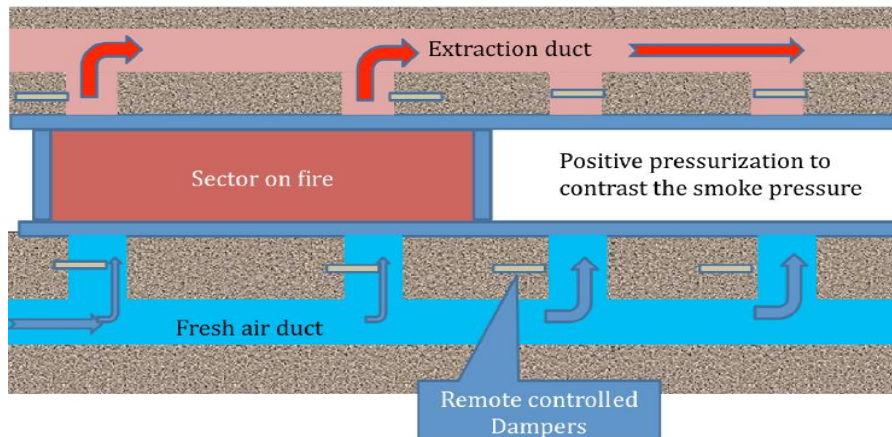 Extraction duct
Sector on fire
Positive pressurization to
contrast the smoke pressure
Fresh air duct
Remote controlled
Dampers